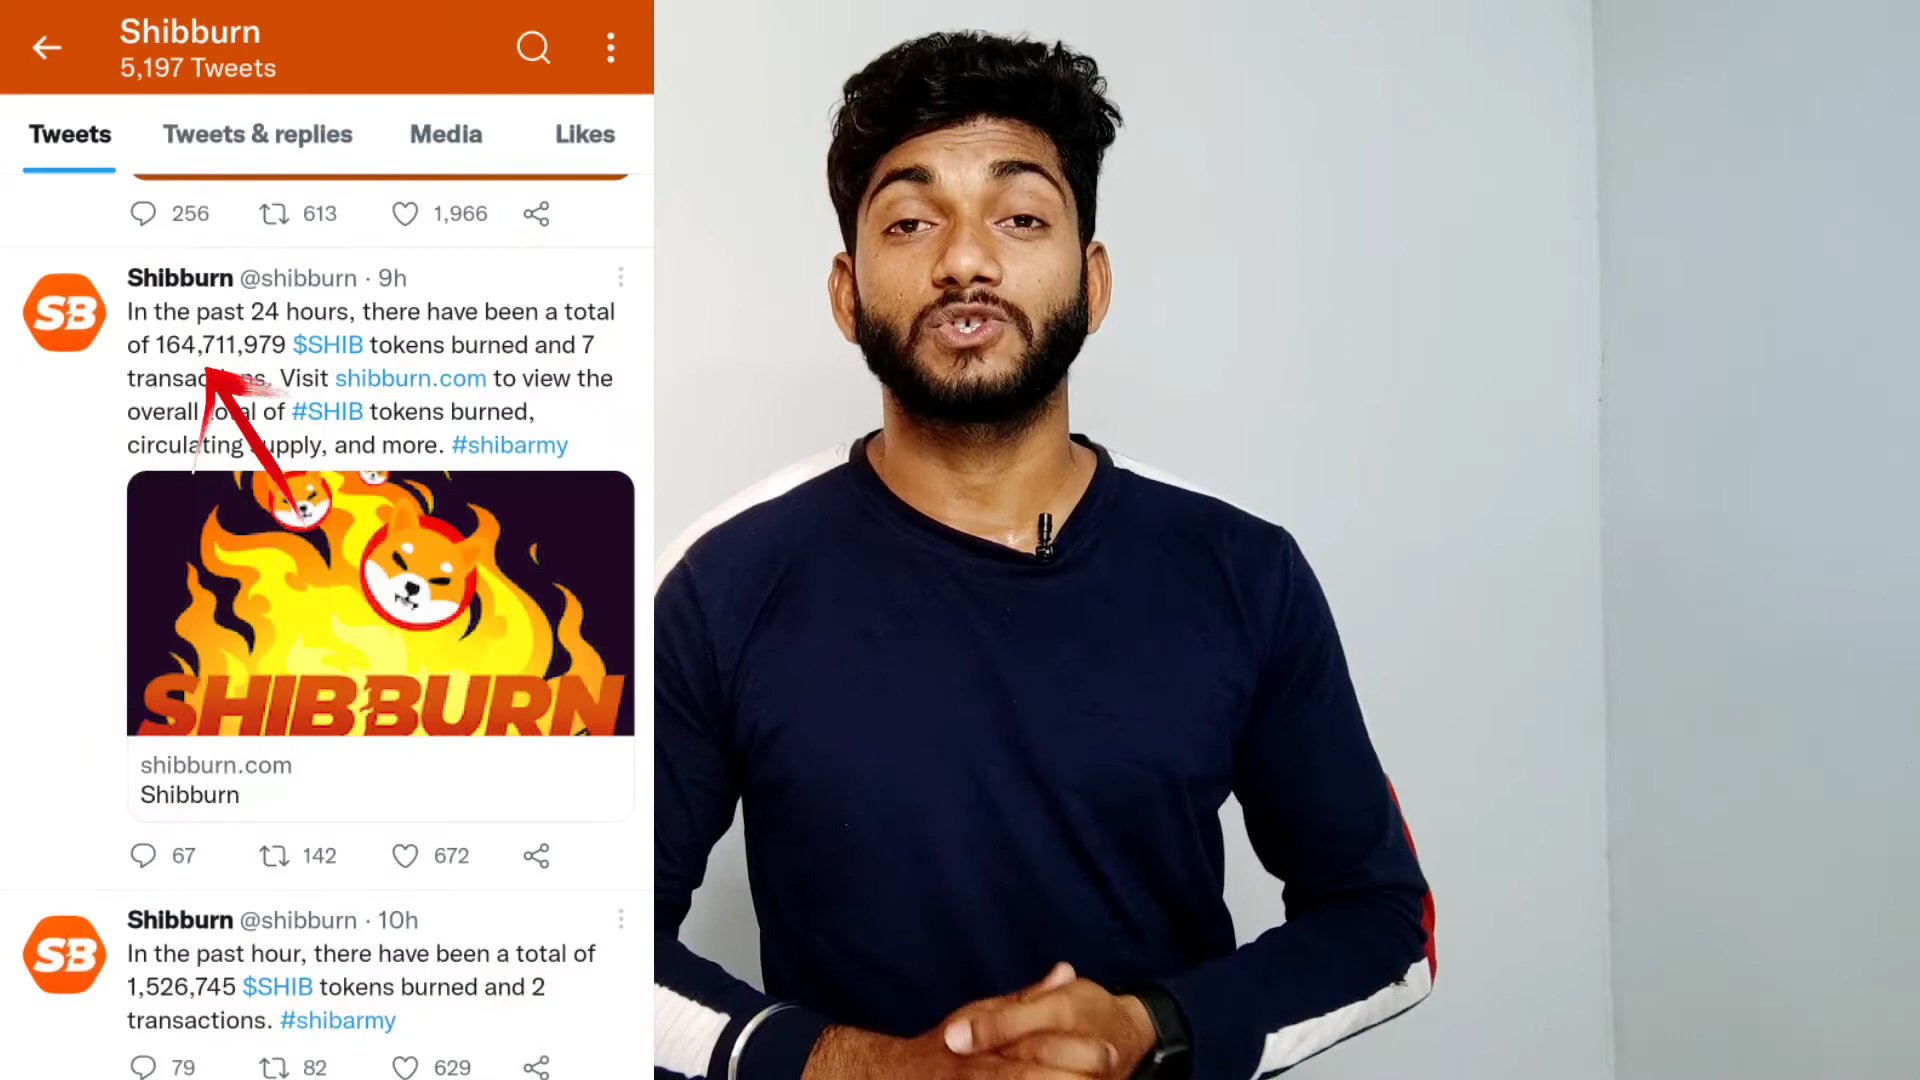 Shibburn
5,197 Tweets
Tweets Tweets & replies Media Likes
256 613 1,966
Shibburn @shibburn · 9h
In the past 24 hours, there have been a total
of 164,711,979 $SHIB tokens burned and 7
Visit shibburn.com to view the
overall of #SHIB tokens burned,
circulating and more. #shibarmy
SB
SHIBBURN
shibburn.com
Shibburn
67 142 672
Shibburn @shibburn · 10h
In the past hour, there have been a total of
1,526,745 $SHIB tokens burned and 2
transactions. #shibarmy
SB
79 82 629